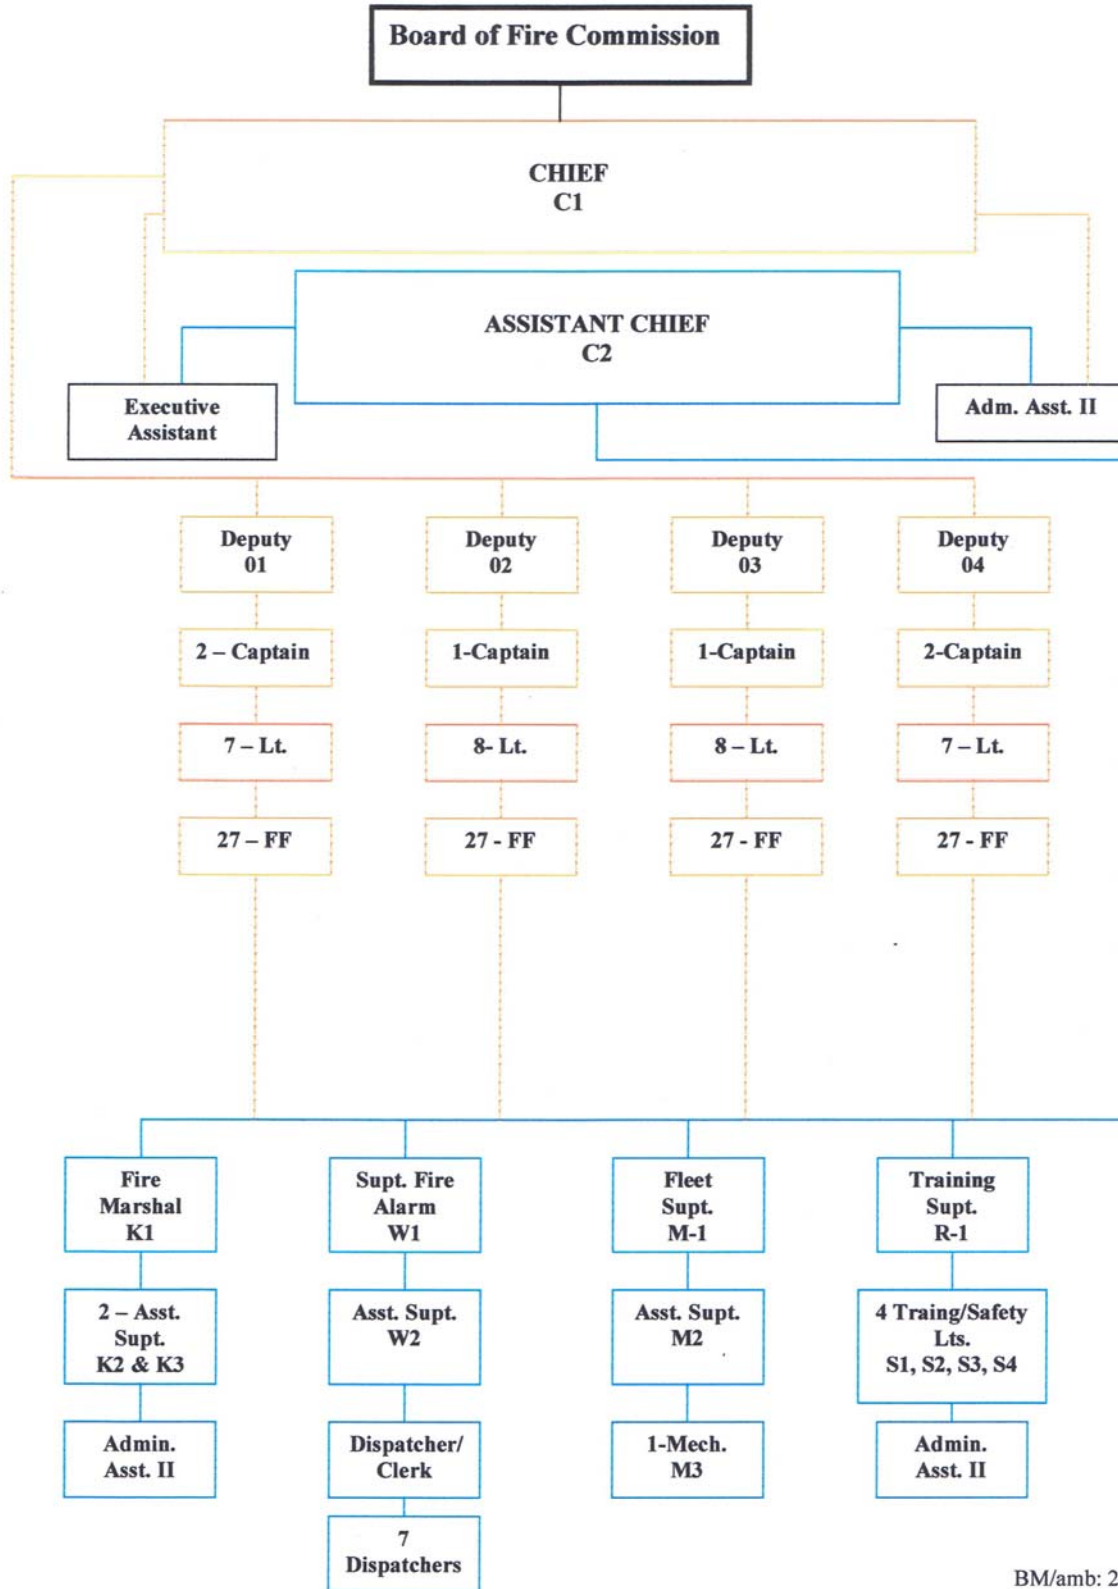 Board of Fire Commission
CHIEF
C1
ASSISTANT CHIEF
C2
Executive
Assistant
Adm. Asst. II
Deputy
01
Deputy
02
Deputy
03
Deputy
04
2 – Captain
1-Captain
1-Captain
2-Captain
7 – Lt.
8- Lt.
8 – Lt.
7 – Lt.
27 – FF
27 - FF
27 - FF
27 - FF
Fire
Marshal
K1
Supt. Fire
Alarm
W1
Fleet
Supt.
M-1
Training
Supt.
R-1
2 – Asst.
Supt.
K2 & K3
Asst. Supt.
W2
Asst. Supt.
M2
4 Traing/Safety
Lts.
S1, S2, S3, S4
Admin.
Asst. II
Dispatcher/
Clerk
1-Mech.
M3
Admin.
Asst. II
7
Dispatchers
BM/amb: 2